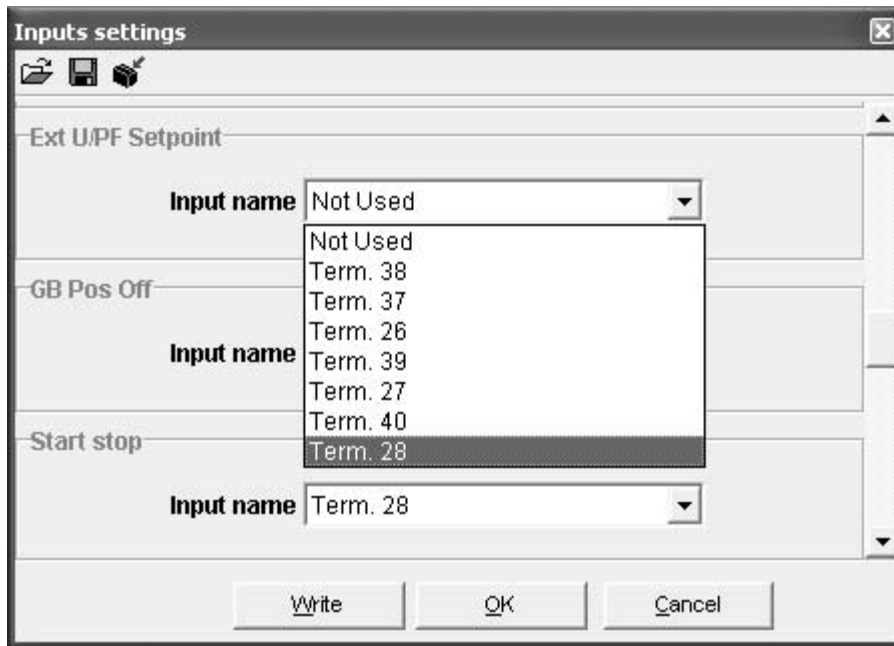 Inputs settings
Ext U/PF Setpoint
Input name Not Used
Not Used
Term. 38
GB Pos Off
Term. 37
Term. 26
Input name
Term. 39
Term. 27
Term. 40
Start stop
Term. 28
Input name Term. 28
Write OK Cancel